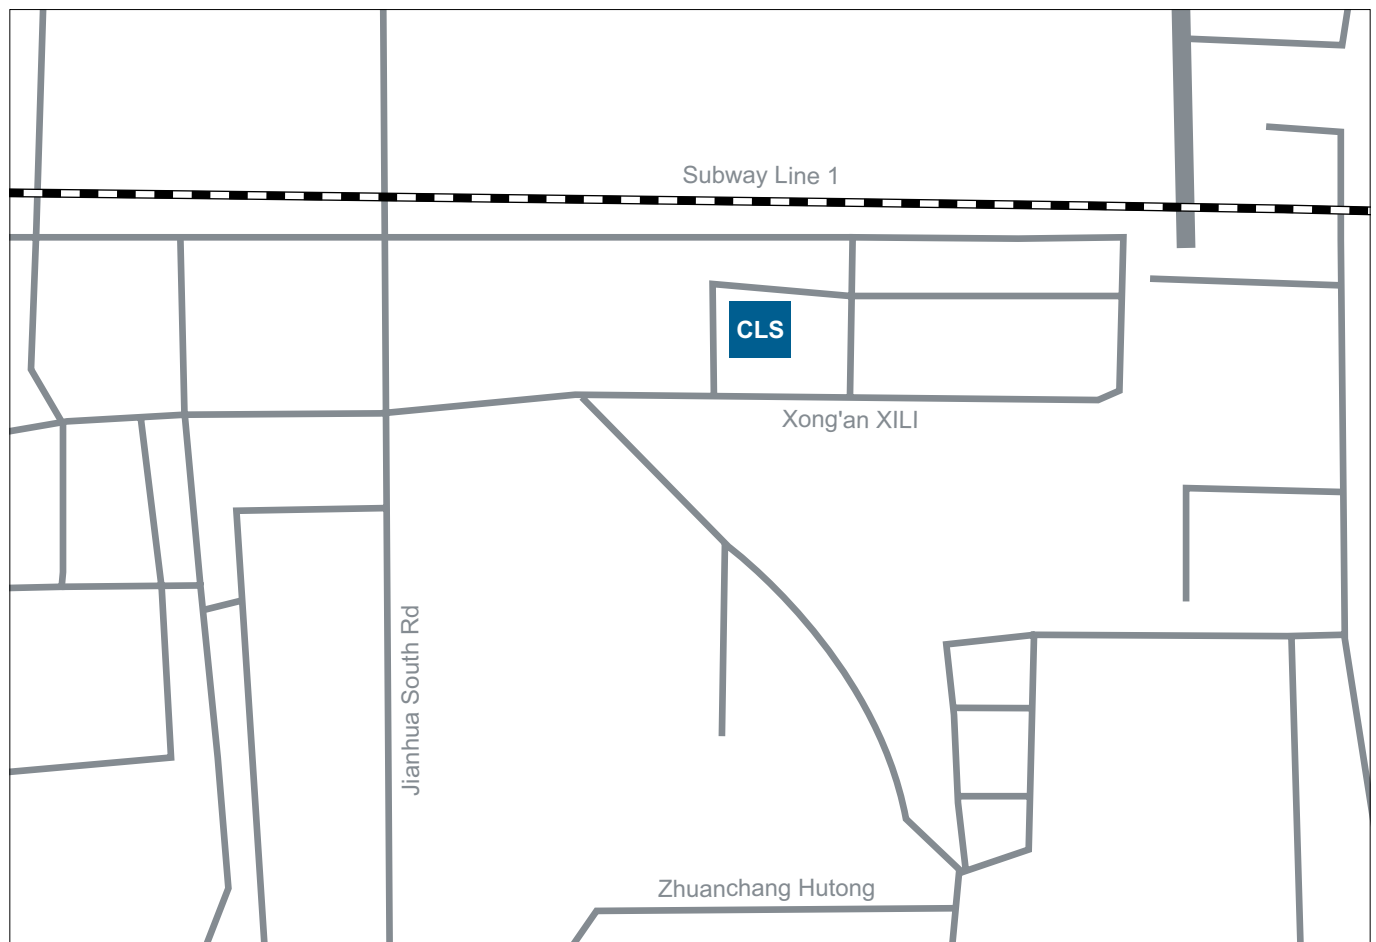 Subway Line 1
CLS
Xong'an XILI
Jianhua South Rd
Zhuanchang Hutong